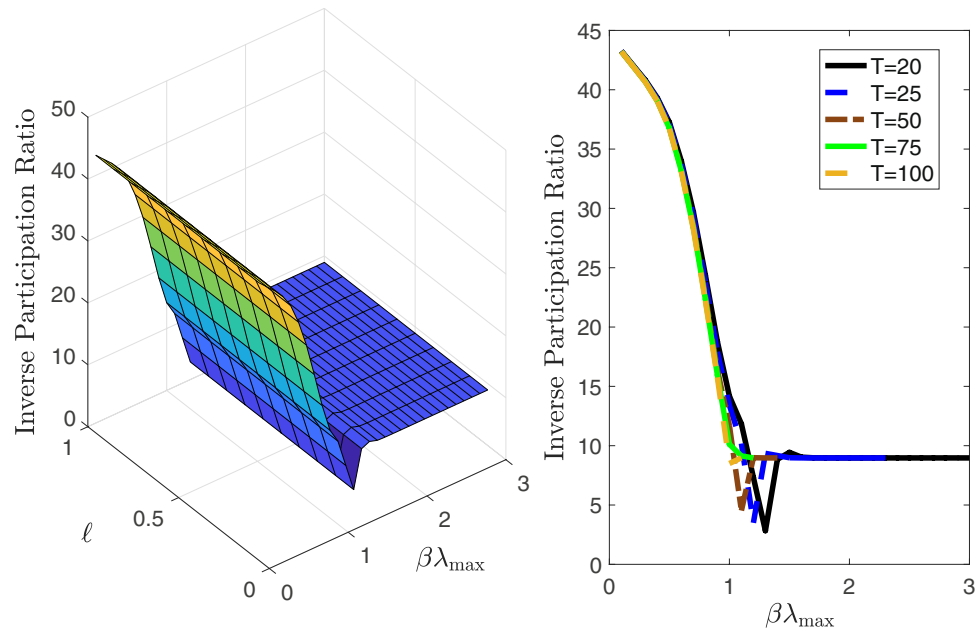 Inverse Participation Ratio
50
40
30
20
10
0
1
0.5
0
ℓ
0
1
2
3
βλmax
Inverse Participation Ratio
45
40
35
30
25
20
15
10
5
0
0
1
2
3
βλmax
T=20
T=25
T=50
T=75
T=100